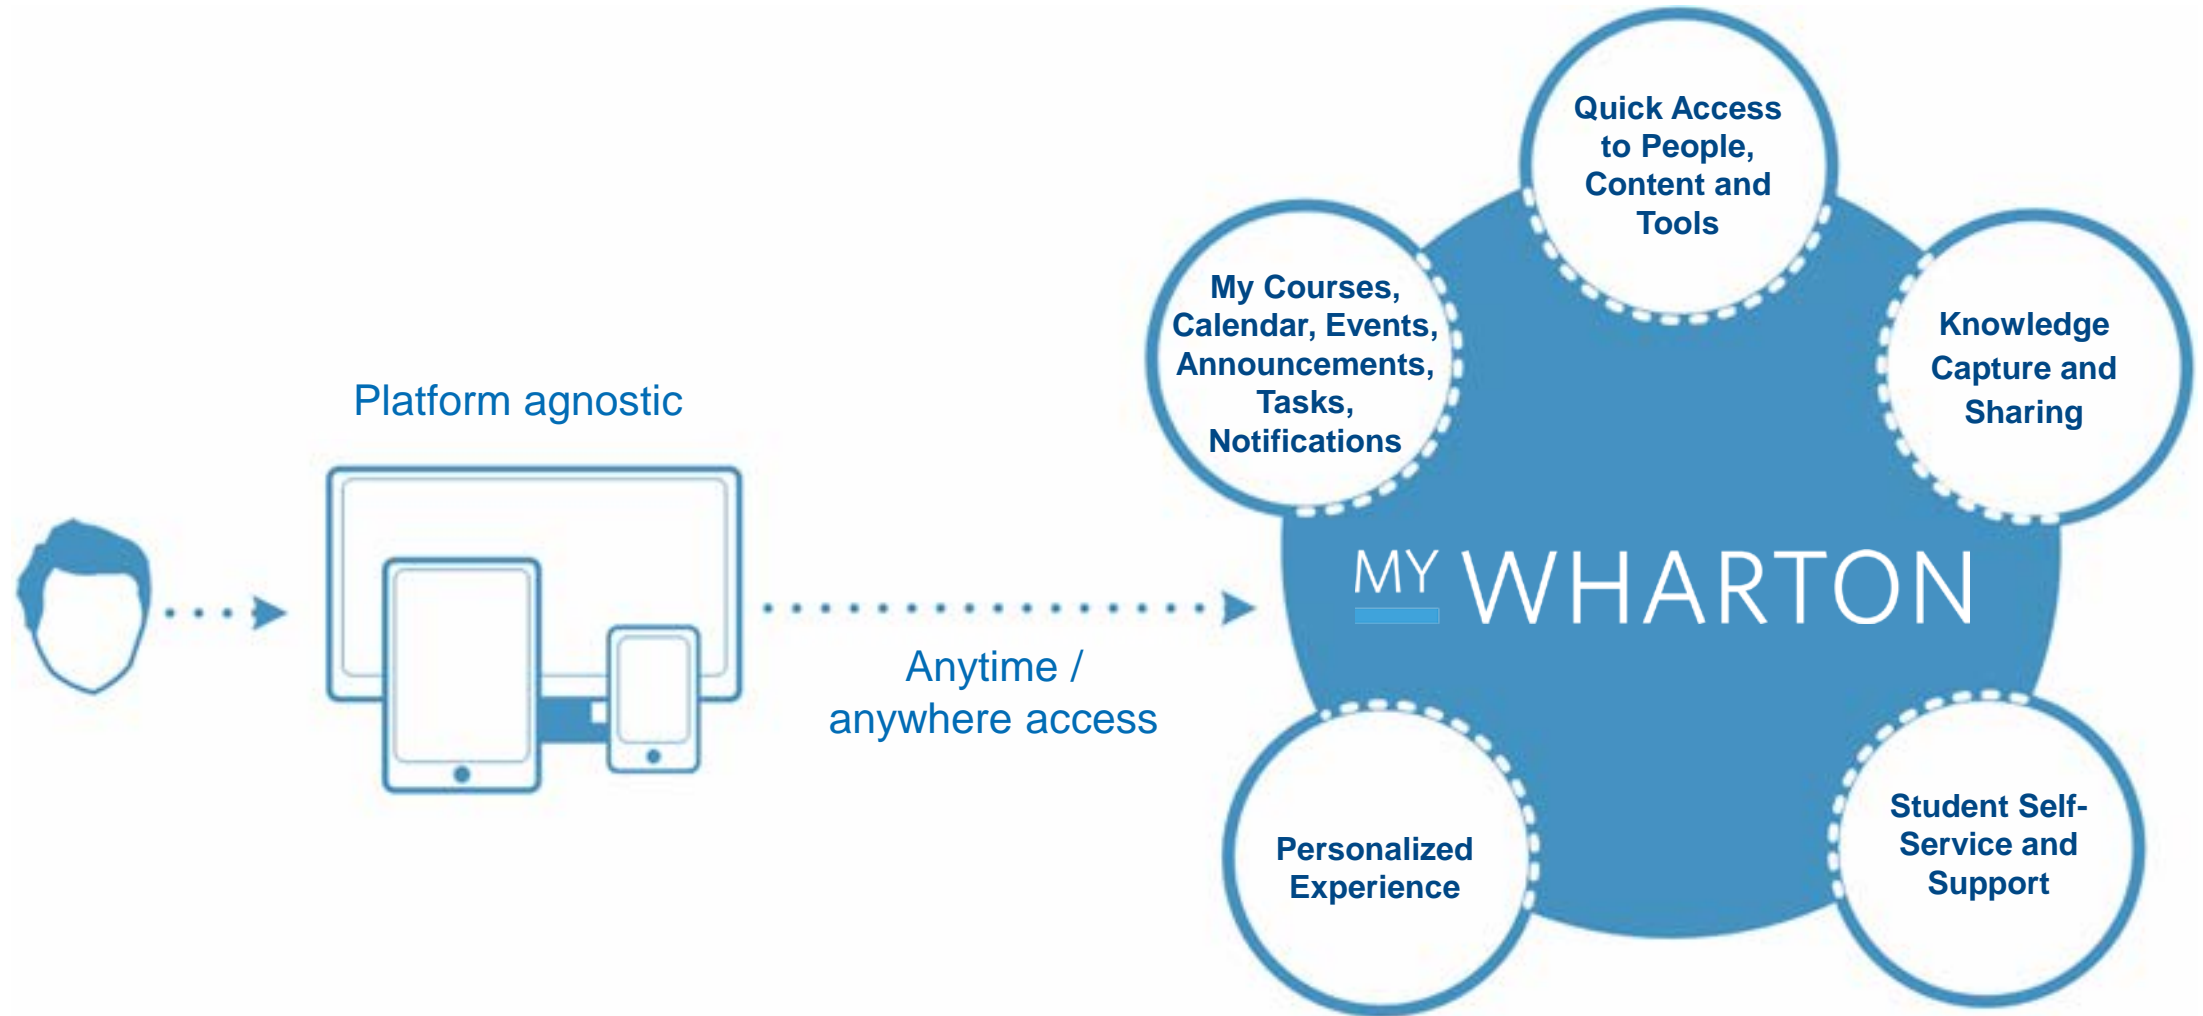 Platform agnostic
Anytime /
anywhere access
Quick Access
to People,
Content and
Tools
My Courses,
Calendar, Events,
Announcements,
Tasks,
Notifications
Knowledge
Capture and
Sharing
MY WHARTON
Personalized
Experience
Student Self-
Service and
Support